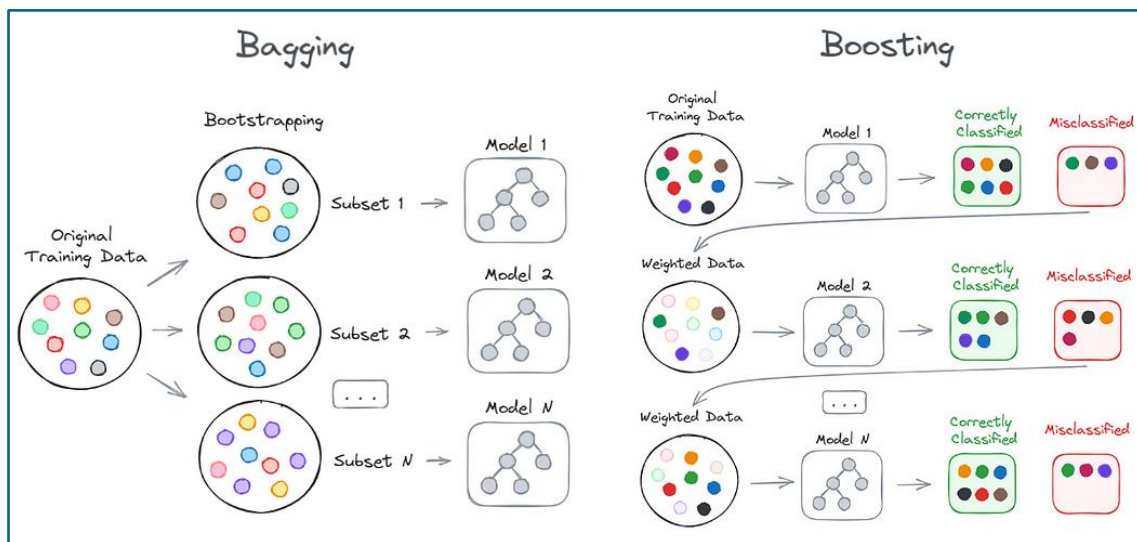 Bagging
Bootstrapping
Original
Training Data
Subset 1
Model 1
Subset 2
Model 2
...
Subset N
Model N
Boosting
Original
Training Data
Model 1
Correctly
Classified
Misclassified
Weighted Data
Model 2
Correctly
Classified
Misclassified
...
Weighted Data
Model N
Correctly
Classified
Misclassified